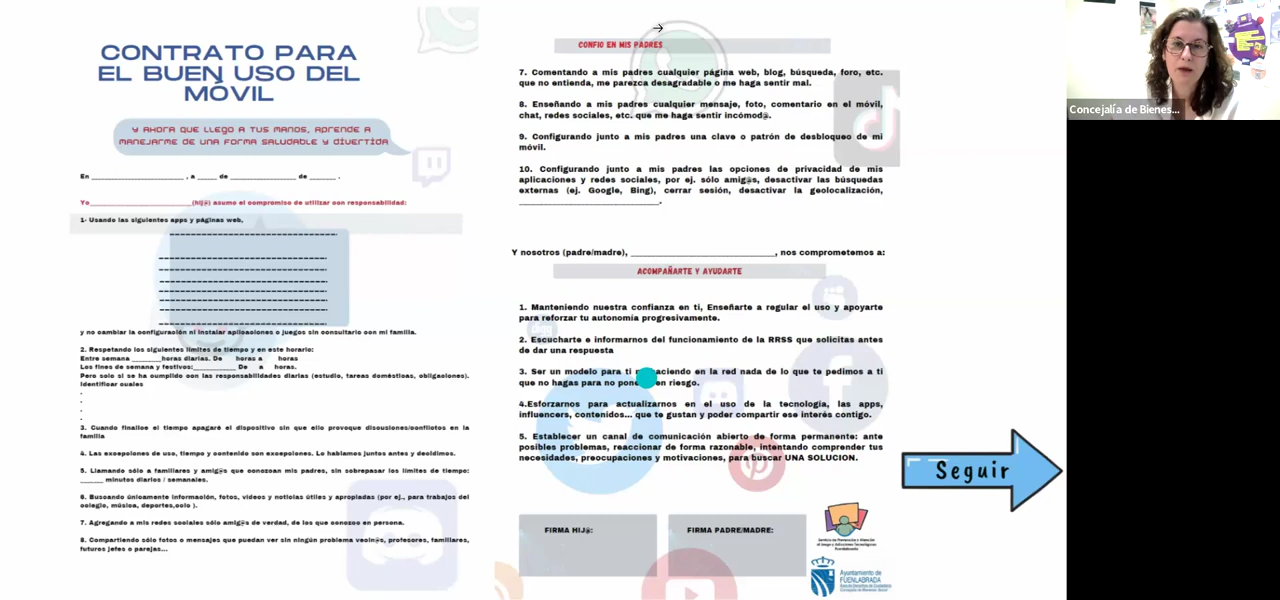 CONTRATO PARA
EL BUEN USO DEL
MÓVIL
Y AHORA QUE LLEGO A TUS MANOS, APRENDE A
MANEJARME DE UNA FORMA SALUDABLE Y DIVERTIDA
En ________________________ , a _____ de _________________ de _______ .
Yo__________________________(hij@) asumo el compromiso de utilizar con responsabilidad:
1- Usando las siguientes apps y páginas web,
y no cambiar la configuración ni instalar aplicaciones o juegos sin consultarlo con mi familia.
2. Respetando los siguientes límites de tiempo y en este horario:
Entre semana _______horas diarias. De horas a horas
Los fines de semana y festivos:___________ De a horas.
Pero solo si se ha cumplido con las responsabilidades diarias (estudio, tareas domésticas, obligaciones).
Identificar cuales
.
.
.
.
3. Cuando finalice el tiempo apagaré el dispositivo sin que ello provoque discusiones/conflictos en la
familia
4. Las excepciones de uso, tiempo y contenido son excepciones. Lo hablamos juntos antes y decidimos.
5. Llamando sólo a familiares y amig@s que conozcan mis padres, sin sobrepasar los límites de tiempo:
_____ minutos diarios / semanales.
6. Buscando únicamente información, fotos, vídeos y noticias útiles y apropiadas (por ej., para trabajos del
colegio, música, deportes,ocio ).
7. Agregando a mis redes sociales sólo amig@s de verdad, de los que conozco en persona.
8. Compartiendo sólo fotos o mensajes que puedan ver sin ningún problema vecin@s, profesores, familiares,
futuros jefes o parejas...
CONFIO EN MIS PADRES
7. Comentando a mis padres cualquier página web, blog, búsqueda, foro, etc.
que no entienda, me parezca desagradable o me haga sentir mal.
8. Enseñando a mis padres cualquier mensaje, foto, comentario en el móvil,
chat, redes sociales, etc. que me haga sentir incómod@.
9. Configurando junto a mis padres una clave o patrón de desbloqueo de mi
móvil.
10. Configurando junto a mis padres las opciones de privacidad de mis
aplicaciones y redes sociales, por ej. sólo amig@s, desactivar las búsquedas
externas (ej. Google, Bing), cerrar sesión, desactivar la geolocalización,
______________________________.
Y nosotros (padre/madre), ____________________________, nos comprometemos a:
ACOMPAÑARTE Y AYUDARTE
1. Manteniendo nuestra confianza en ti, Enseñarte a regular el uso y apoyarte
para reforzar tu autonomía progresivamente.
2. Escucharte e informarnos del funcionamiento de la RRSS que solicitas antes
de dar una respuesta
3. Ser un modelo para ti haciendo en la red nada de lo que te pedimos a ti
que no hagas para no en riesgo.
4.Esforzarnos para actualizarnos en el uso de la tecnología, las apps,
influencers, contenidos... que te gustan y poder compartir ese interés contigo.
5. Establecer un canal de comunicación abierto de forma permanente: ante
posibles problemas, reaccionar de forma razonable, intentando comprender tus
necesidades, preocupaciones y motivaciones, para buscar UNA SOLUCION.
FIRMA HIJ@:
FIRMA PADRE/MADRE:
Ayuntamiento de
FUENLABRADA
Seguir
Concejalía de Bienes...